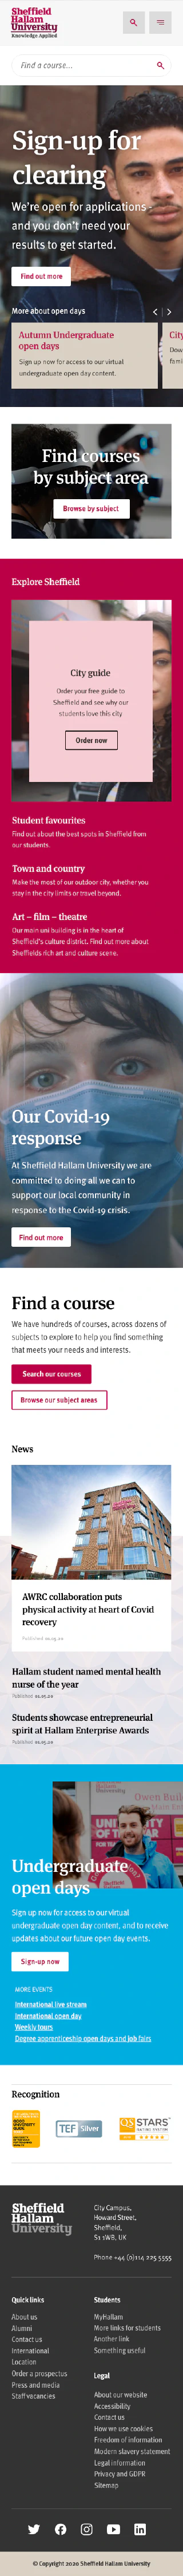 Sheffield
Hallam
University
Knowledge Applied
Find a course...
Sign-up for
clearing
We're open for applications -
and you don't need your
results to get started.
Find out more
More about open days
Autumn Undergraduate
open days
Sign up now for access to our virtual
undergraduate open day content.
City
Dow
famil
Find courses
by subject area
Browse by subject
Explore Sheffield
City guide
Order your free guide to
Sheffield and see why our
students love this city
Order now
Student favourites
Find out about the best spots in Sheffield from
our students.
Town and country
Make the most of our outdoor city, whether you
stay in the city limits or travel beyond.
Art – film – theatre
Our main uni building is in the heart of
Sheffield's culture district. Find out more about
Sheffields rich art and culture scene.
Our Covid-19
response
At Sheffield Hallam University we are
committed to doing all we can to
support our local community in
response to the Covid-19 crisis.
Find out more
Find a course
We have hundreds of courses, across dozens of
subjects to explore to help you find something
that meets your needs and interests.
Search our courses
Browse our subject areas
News
AWRC collaboration puts
physical activity at heart of Covid
recovery
Published
Hallam student named mental health
nurse of the year
Published
Students showcase entrepreneurial
spirit at Hallam Enterprise Awards
Published
Undergraduate
open days
Sign up now for access to our virtual
undergraduate open day content, and to receive
updates about our future open day events.
Sign-up now
MORE EVENTS
International live stream
International open day
Weekly tours
Degree apprenticeship open days and job fairs
Recognition
TEF Silver
QS STARS
Sheffield
Hallam
University
City Campus,
Howard Street,
Sheffield,
S1 1WB, UK
Phone +44 (0)114 225 5555
Quick links
About us
Alumni
Contact us
International
Location
Order a prospectus
Press and media
Staff vacancies
Students
MyHallam
More links for students
Another link
Something useful
Legal
About our website
Accessibility
Contact us
How we use cookies
Freedom of information
Modern slavery statement
Legal information
Privacy and GDPR
Sitemap
© Copyright 2020 Sheffield Hallam University